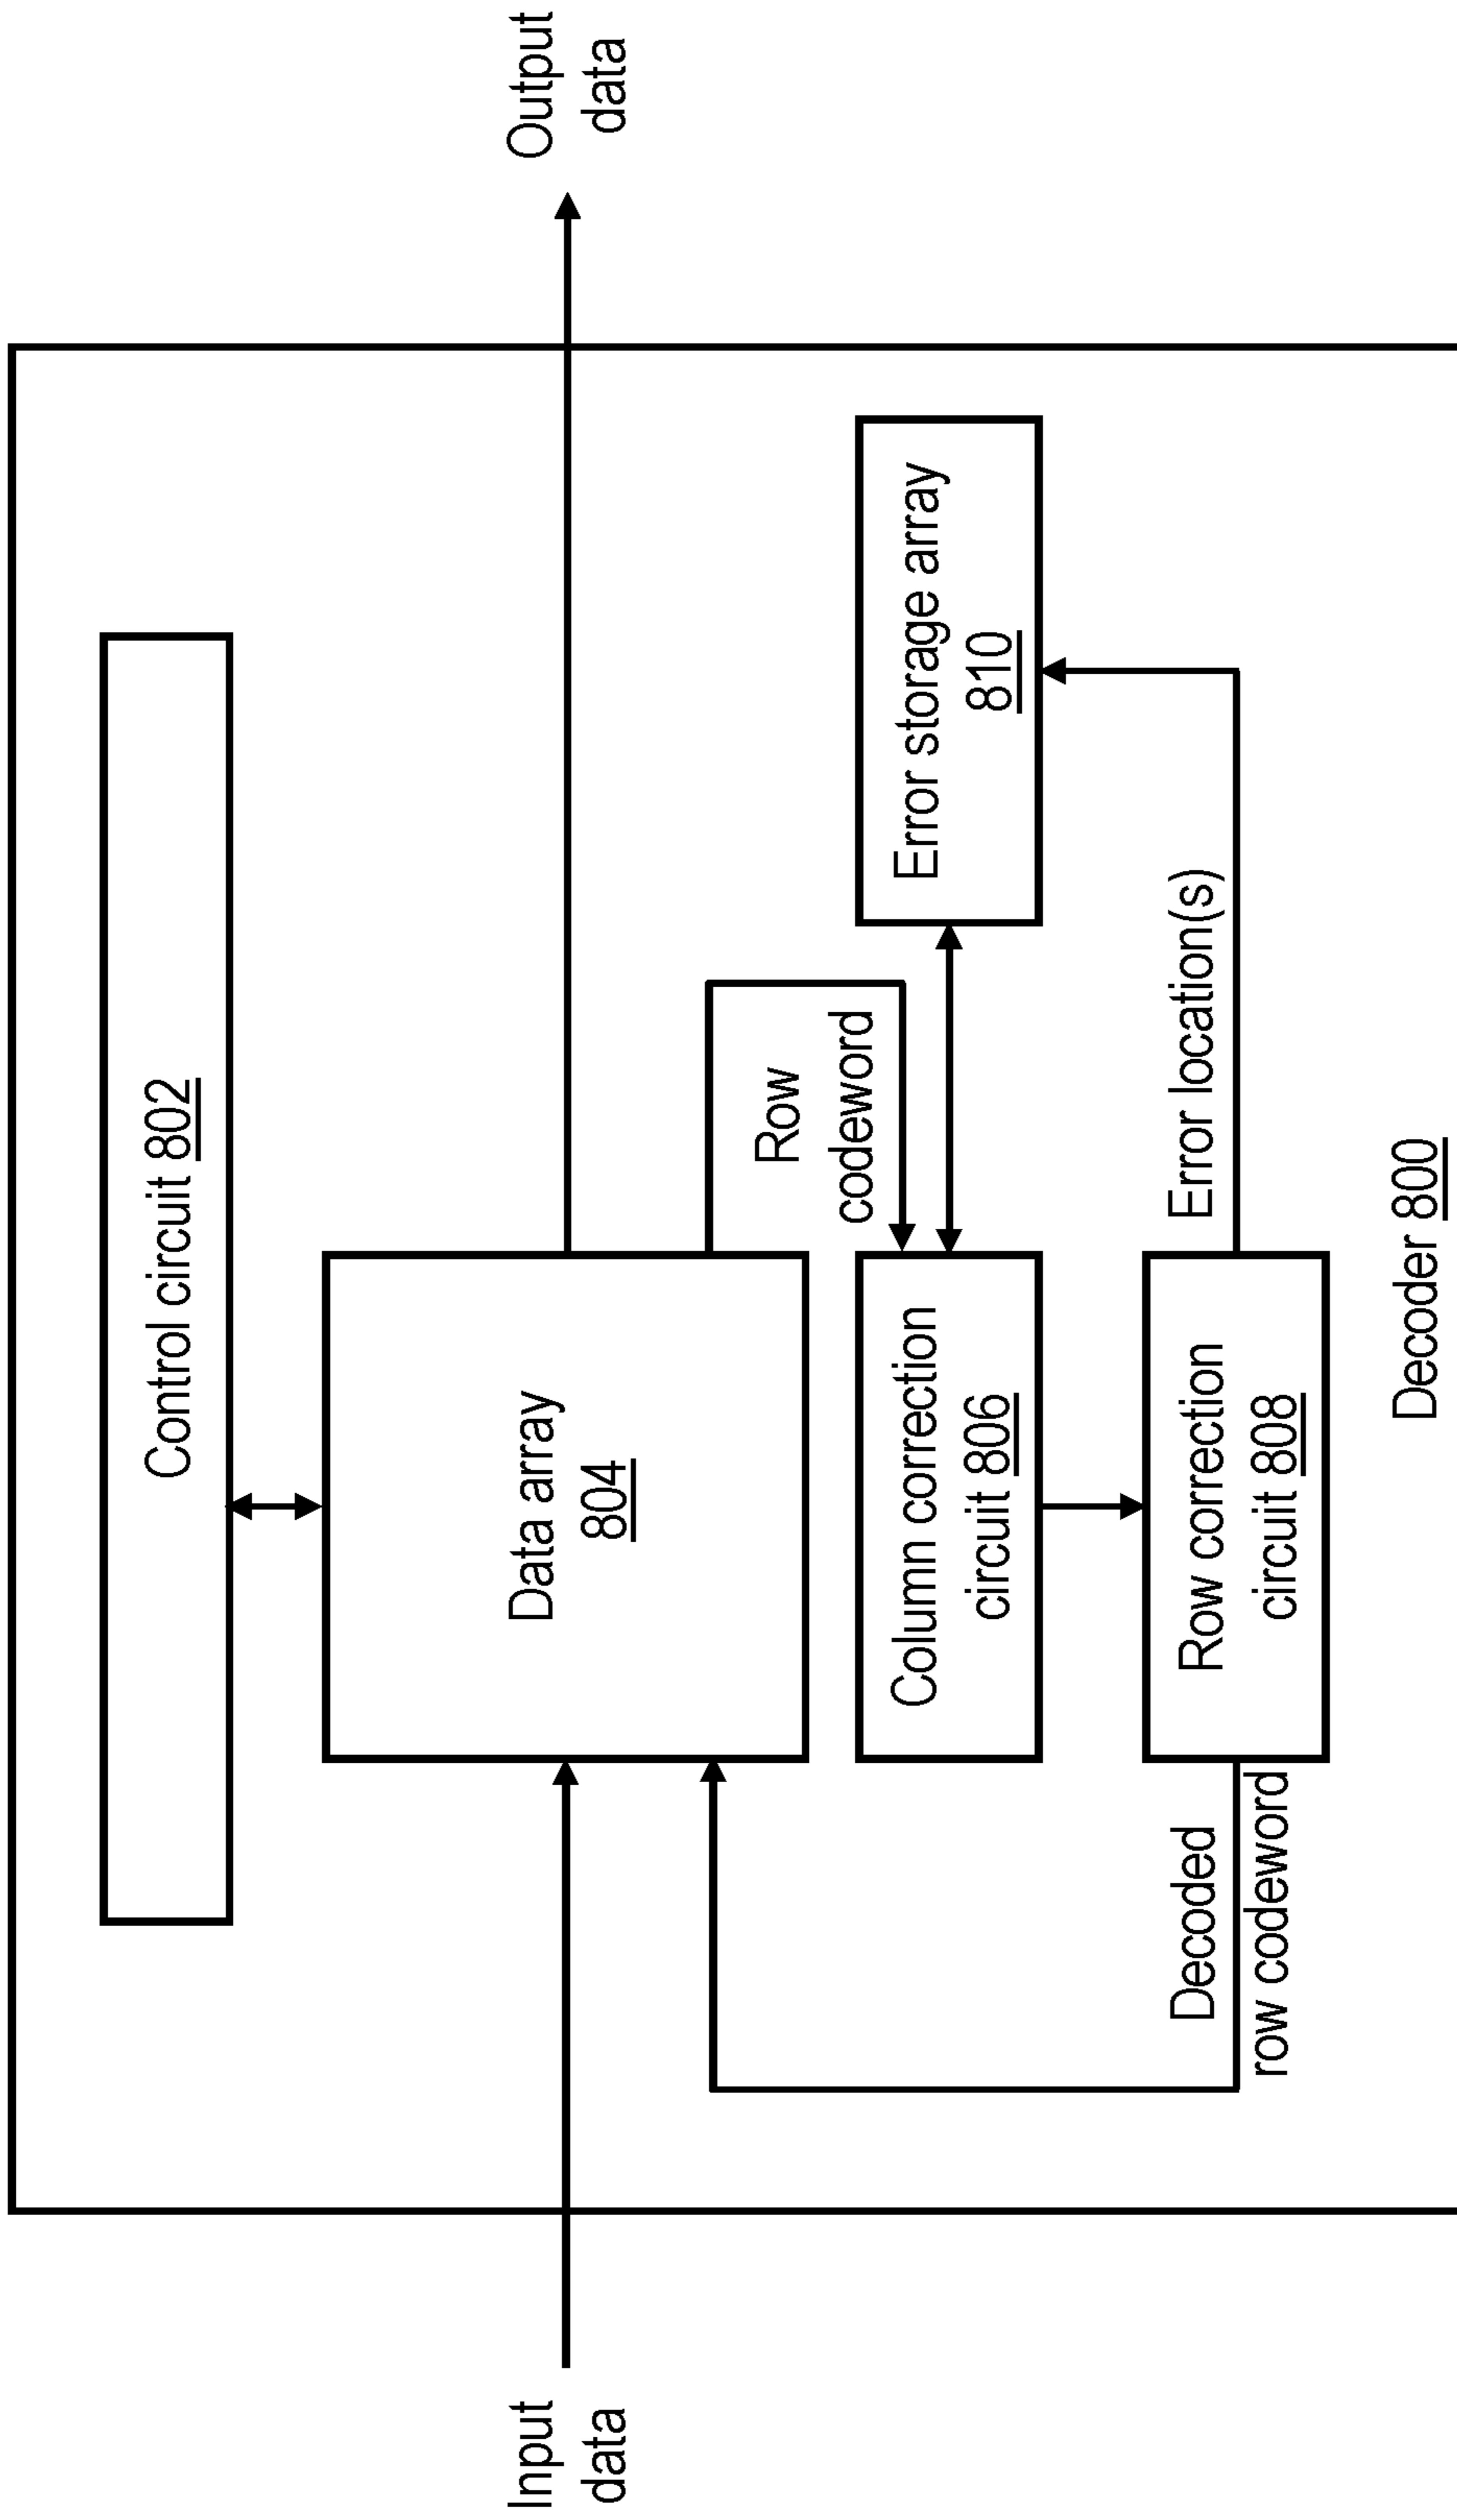 Control circuit 802
Input
data
Data array
804
Output
data
Row
codeword
Column correction
circuit 806
Error storage array
810
Decoded
row codeword
Row correction
circuit 808
Error location(s)
Decoder 800